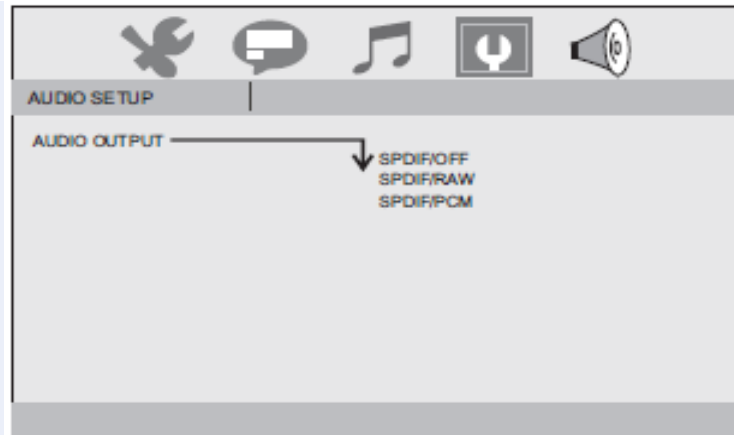 AUDIO SETUP
AUDIO OUTPUT
SPDIF/OFF
SPDIF/RAW
SPDIF/PCM